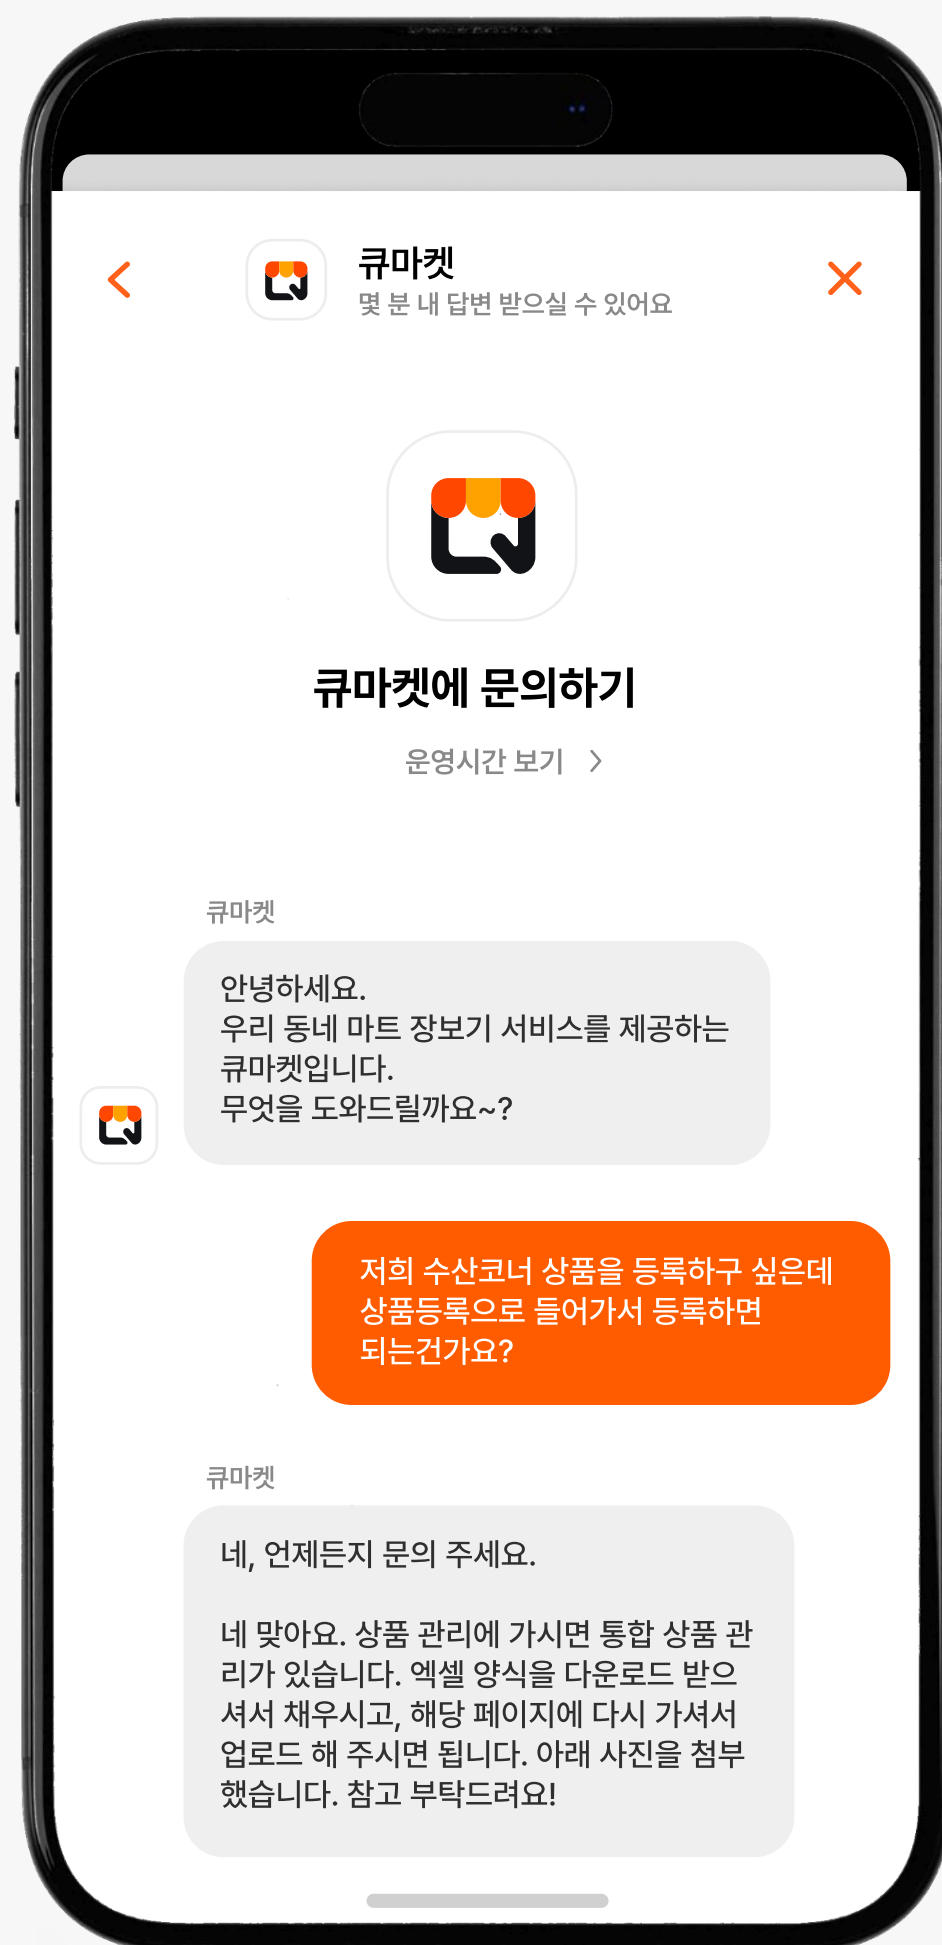 큐마켓
몇 분 내 답변 받으실 수 있어요
큐마켓에 문의하기
운영시간 보기
큐마켓
안녕하세요.
우리 동네 마트 장보기 서비스를 제공하는
큐마켓입니다.
무엇을 도와드릴까요~?
저희 수산코너 상품을 등록하구 싶은데
상품등록으로 들어가서 등록하면
되는건가요?
큐마켓
네, 언제든지 문의 주세요.
네 맞아요. 상품 관리에 가시면 통합 상품 관
리가 있습니다. 엑셀 양식을 다운로드 받으
셔서 채우시고, 해당 페이지에 다시 가셔서
업로드 해 주시면 됩니다. 아래 사진을 첨부
했습니다. 참고 부탁드려요!